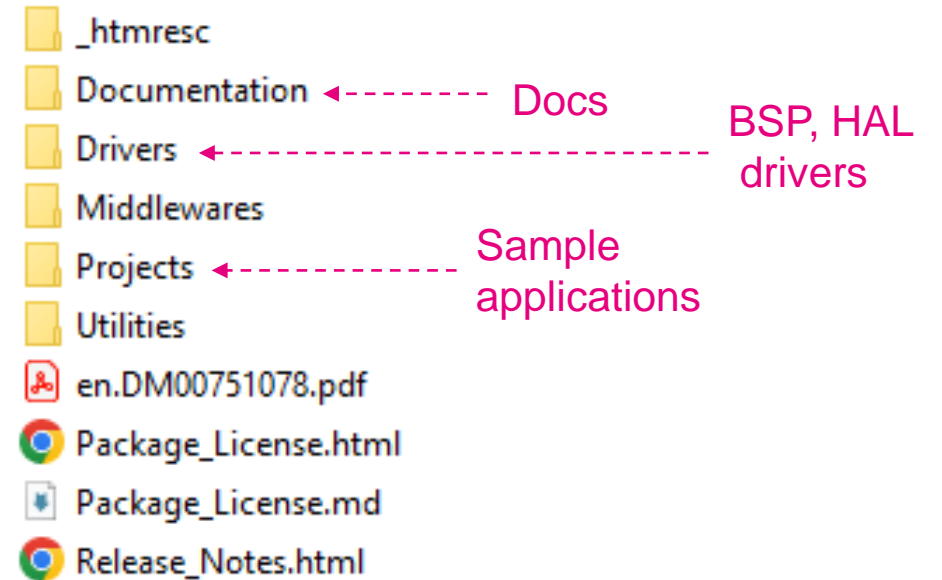 _htmresc
Documentation
Docs
Drivers
BSP, HAL
drivers
Middlewares
Projects
Sample
applications
Utilities
en.DM00751078.pdf
Package_License.html
Package_License.md
Release_Notes.html